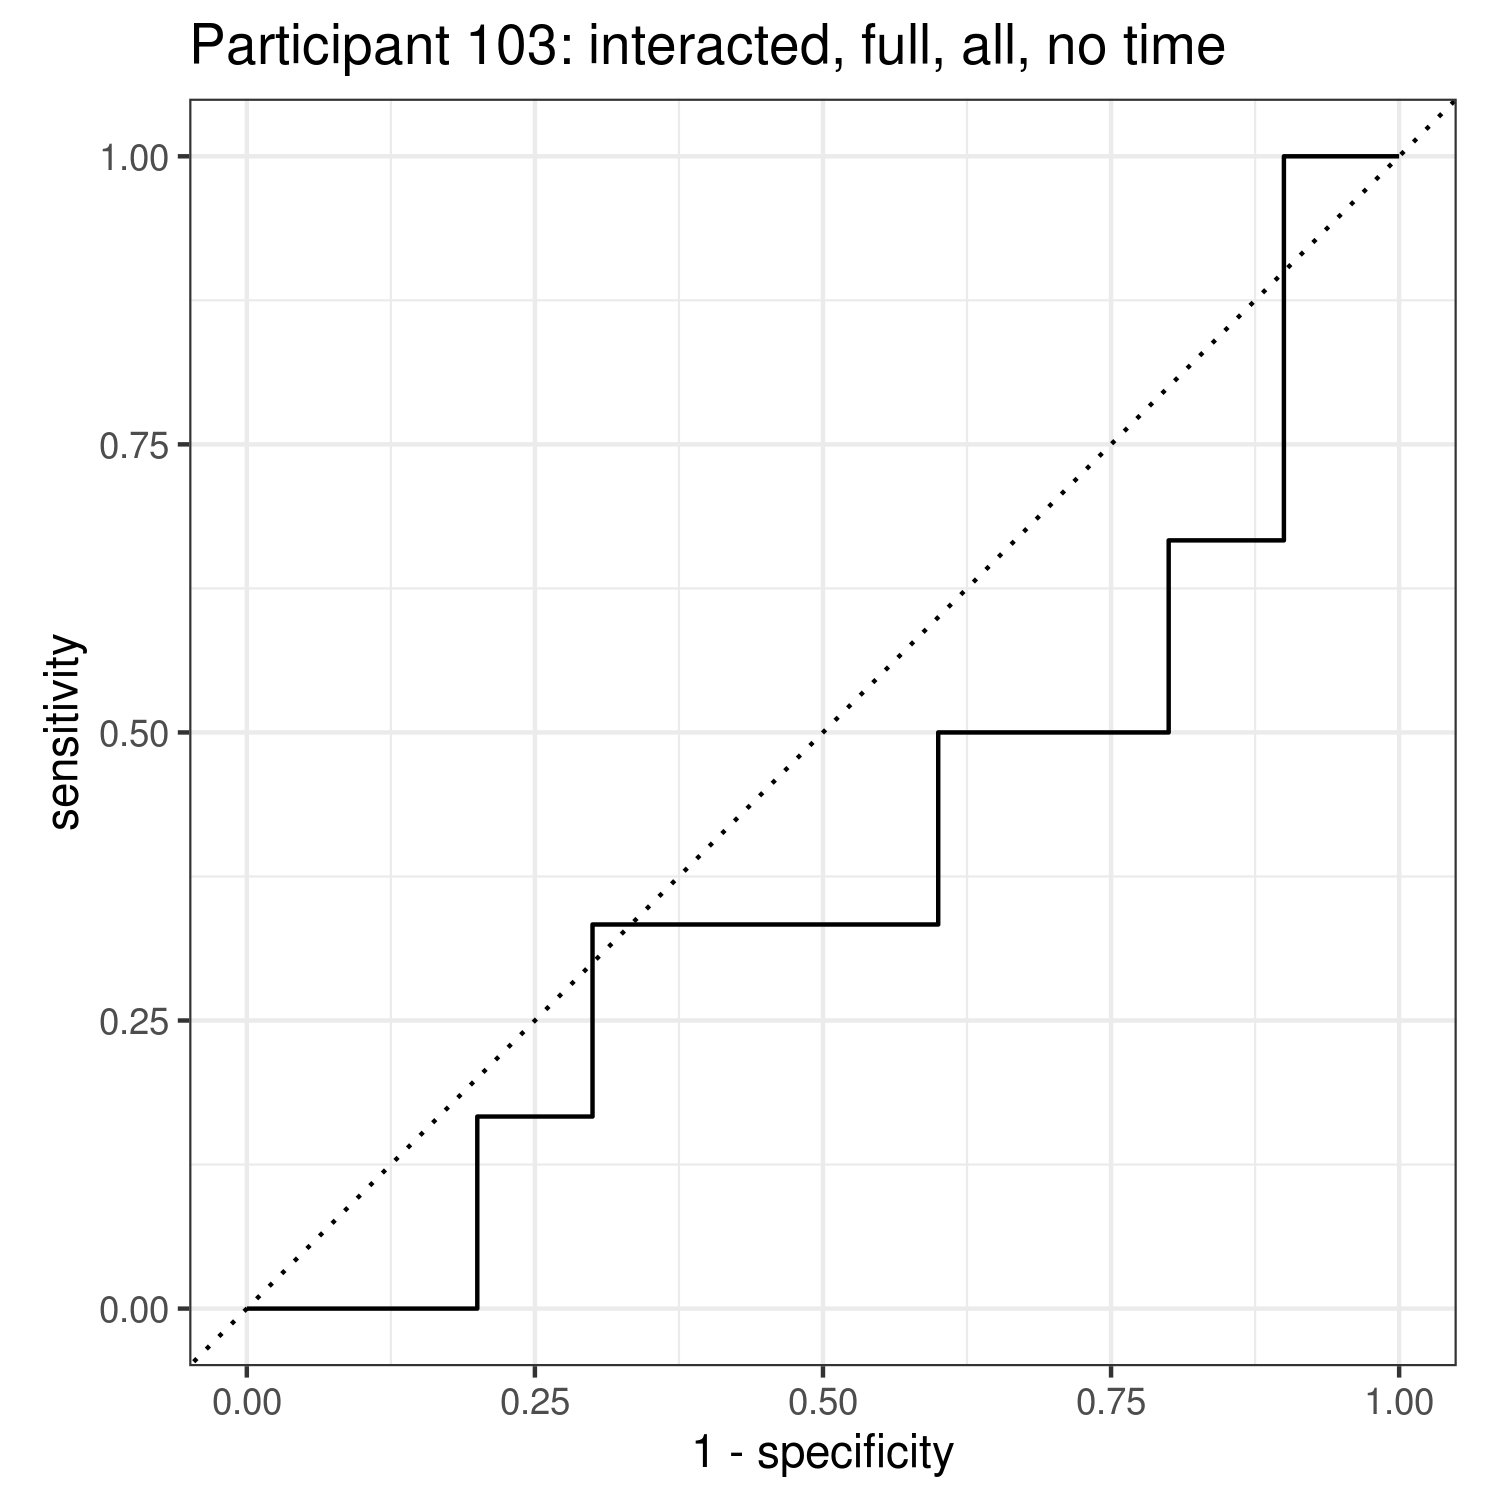 Participant 103: interacted, full, all, no time
1.00
0.75
0.50
0.25
0.00
sensitivity
0.00 0.25 0.50 0.75 1.00
1 - specificity